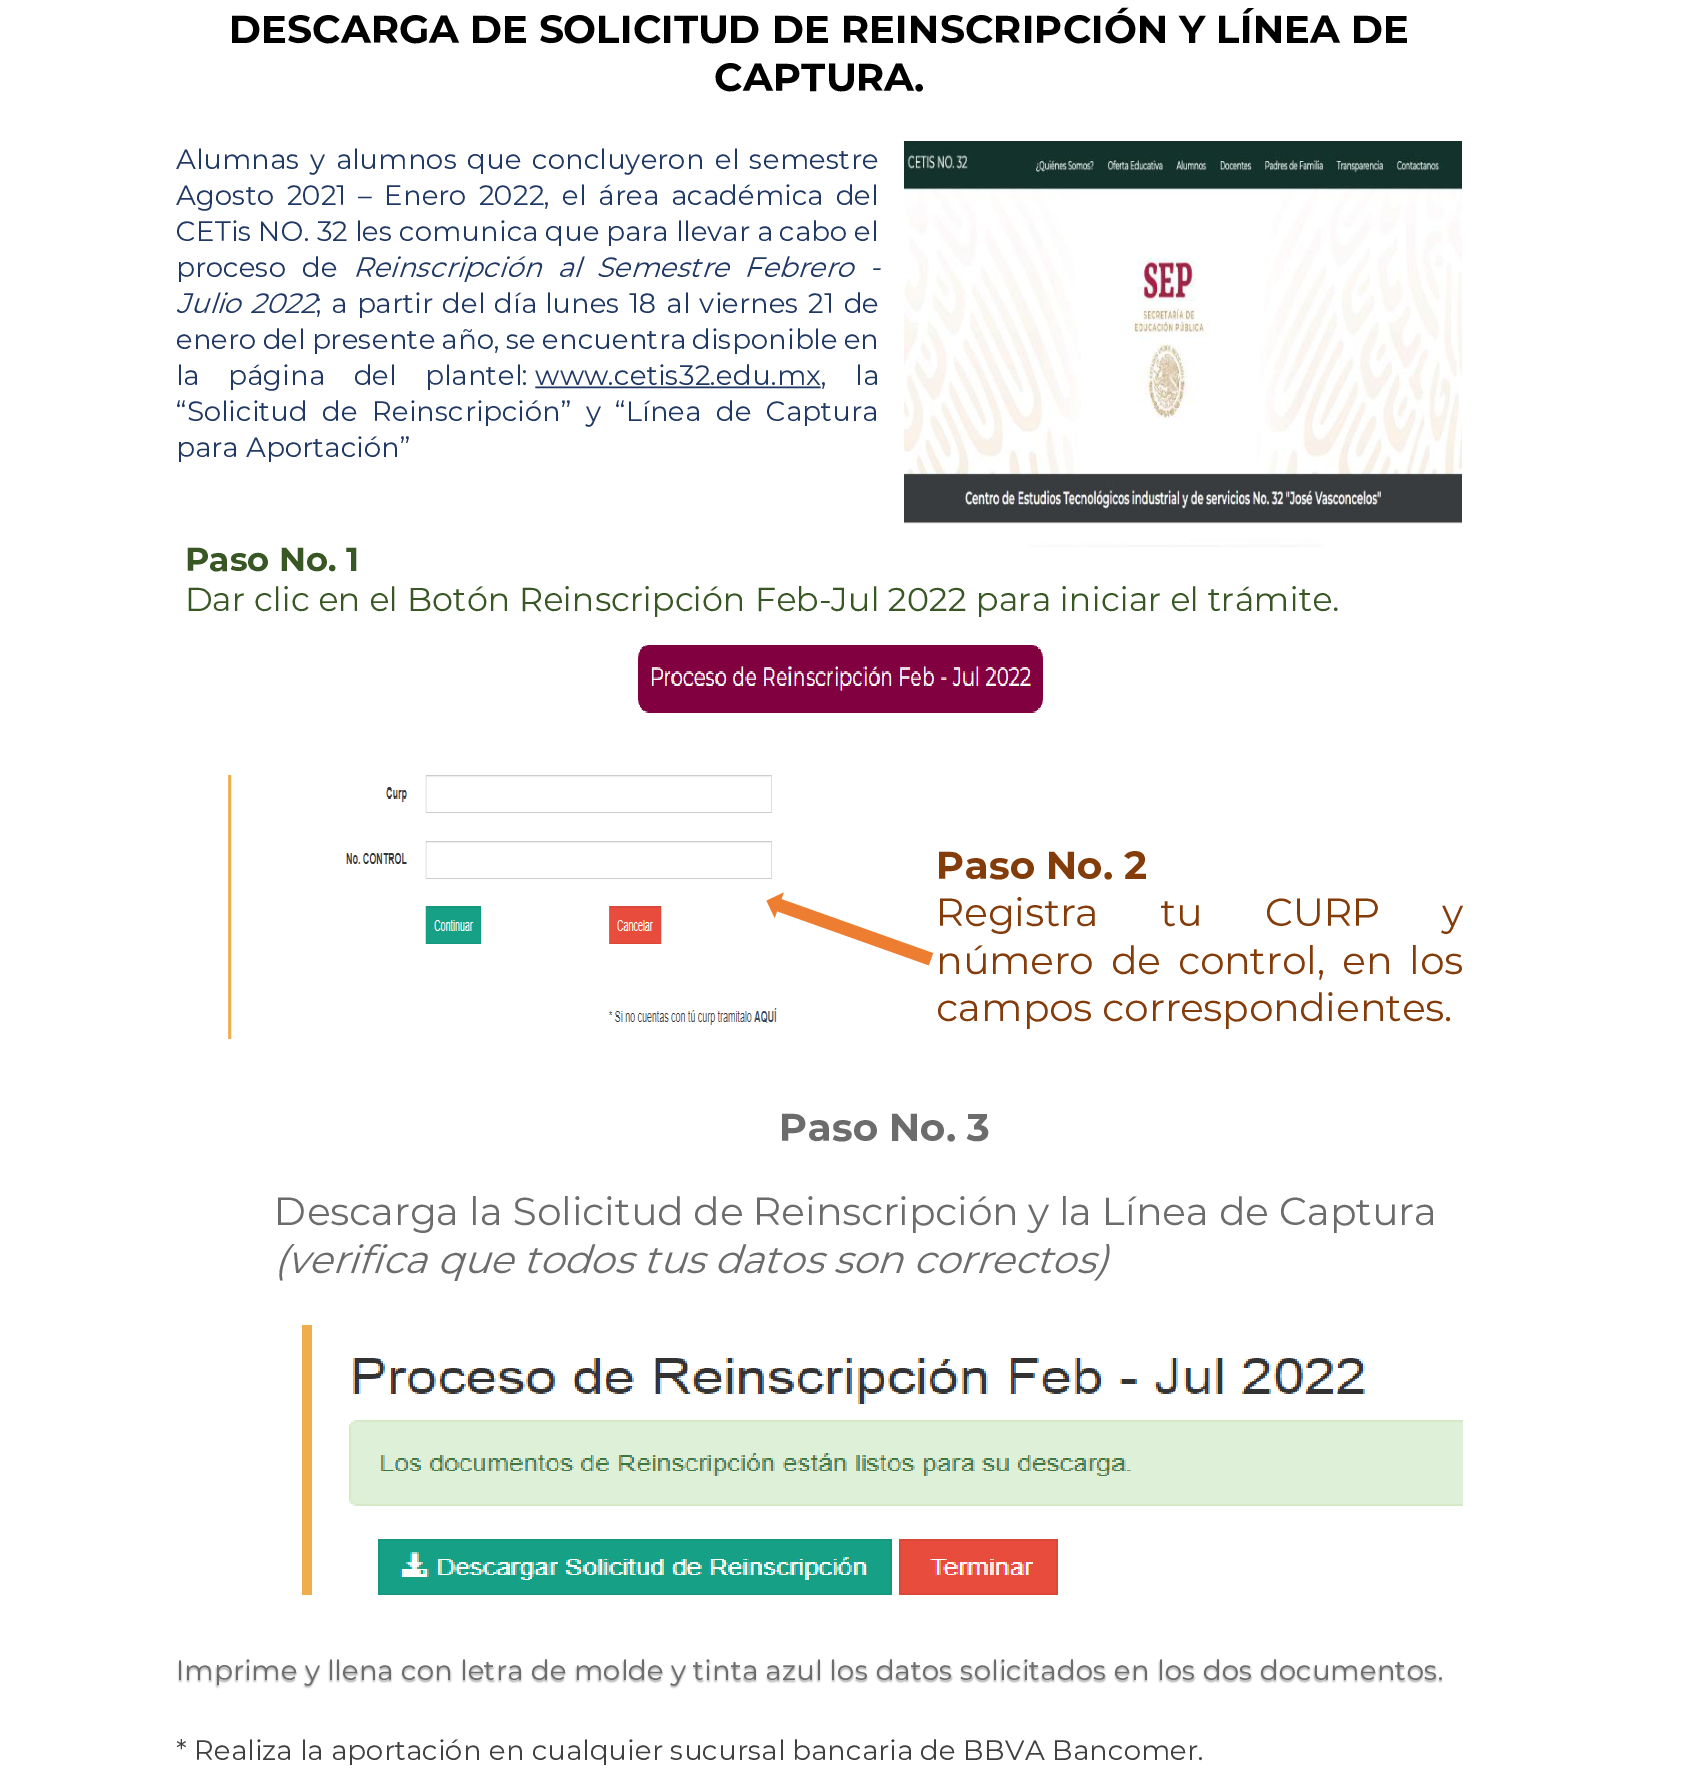 DESCARGA DE SOLICITUD DE REINSCRIPCIÓN Y LÍNEA DE
CAPTURA.
Alumnas y alumnos que concluyeron el semestre
Agosto 2021 – Enero 2022, el área académica del
CETis NO. 32 les comunica que para llevar a cabo el
proceso de Reinscripción al Semestre Febrero -
Julio 2022; a partir del día lunes 18 al viernes 21 de
enero del presente año, se encuentra disponible en
la página del plantel: www.cetis32.edu.mx, la
“Solicitud de Reinscripción” y “Línea de Captura
para Aportación”
CETIS NO. 32 ¿Quiénes Somos? Oferta Educativa Alumnos Docentes Padres de Familia Transparencia Contactanos
SEP
SECRETARÍA DE
EDUCACIÓN PÚBLICA
Centro de Estudios Tecnológicos industrial y de servicios No. 32 "José Vasconcelos"
Paso No. 1
Dar clic en el Botón Reinscripción Feb-Jul 2022 para iniciar el trámite.
Proceso de Reinscripción Feb - Jul 2022
Curp
No. CONTROL
Continuar Cancelar
* Si no cuentas con tú curp tramitalo AQUÍ
Paso No. 2
Registra tu CURP y
número de control, en los
campos correspondientes.
Paso No. 3
Descarga la Solicitud de Reinscripción y la Línea de Captura
(verifica que todos tus datos son correctos)
Proceso de Reinscripción Feb - Jul 2022
Los documentos de Reinscripción están listos para su descarga.
Descargar Solicitud de Reinscripción Terminar
Imprime y llena con letra de molde y tinta azul los datos solicitados en los dos documentos.
* Realiza la aportación en cualquier sucursal bancaria de BBVA Bancomer.